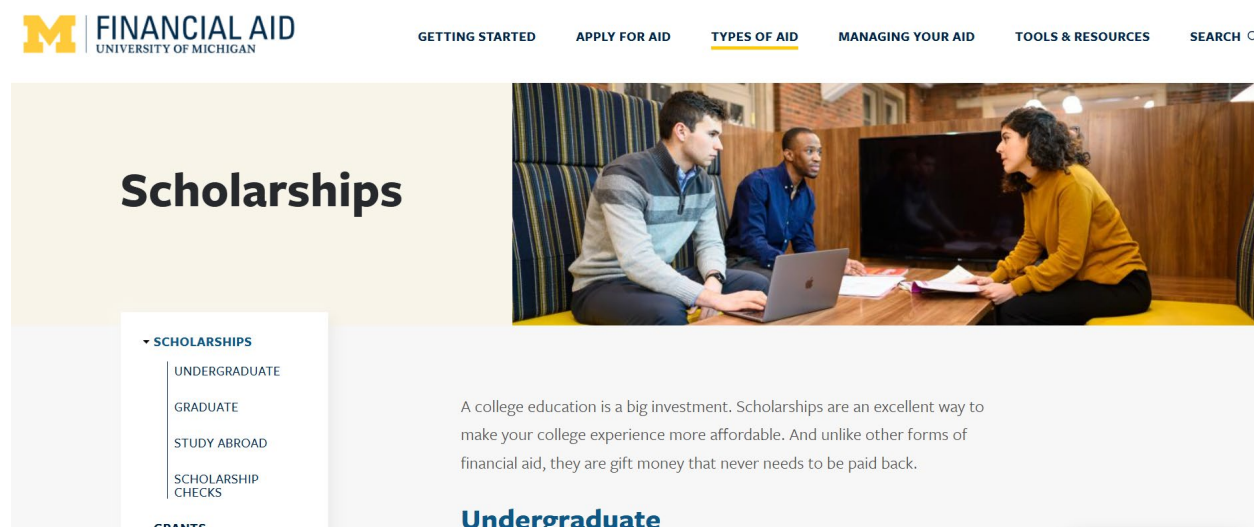 M FINANCIAL AID
UNIVERSITY OF MICHIGAN
GETTING STARTED
APPLY FOR AID
TYPES OF AID
MANAGING YOUR AID
TOOLS & RESOURCES
SEARCH
Scholarships
SCHOLARSHIPS
UNDERGRADUATE
GRADUATE
STUDY ABROAD
SCHOLARSHIP
CHECKS
GRANTS
A college education is a big investment. Scholarships are an excellent way to
make your college experience more affordable. And unlike other forms of
financial aid, they are gift money that never needs to be paid back.
Undergraduate